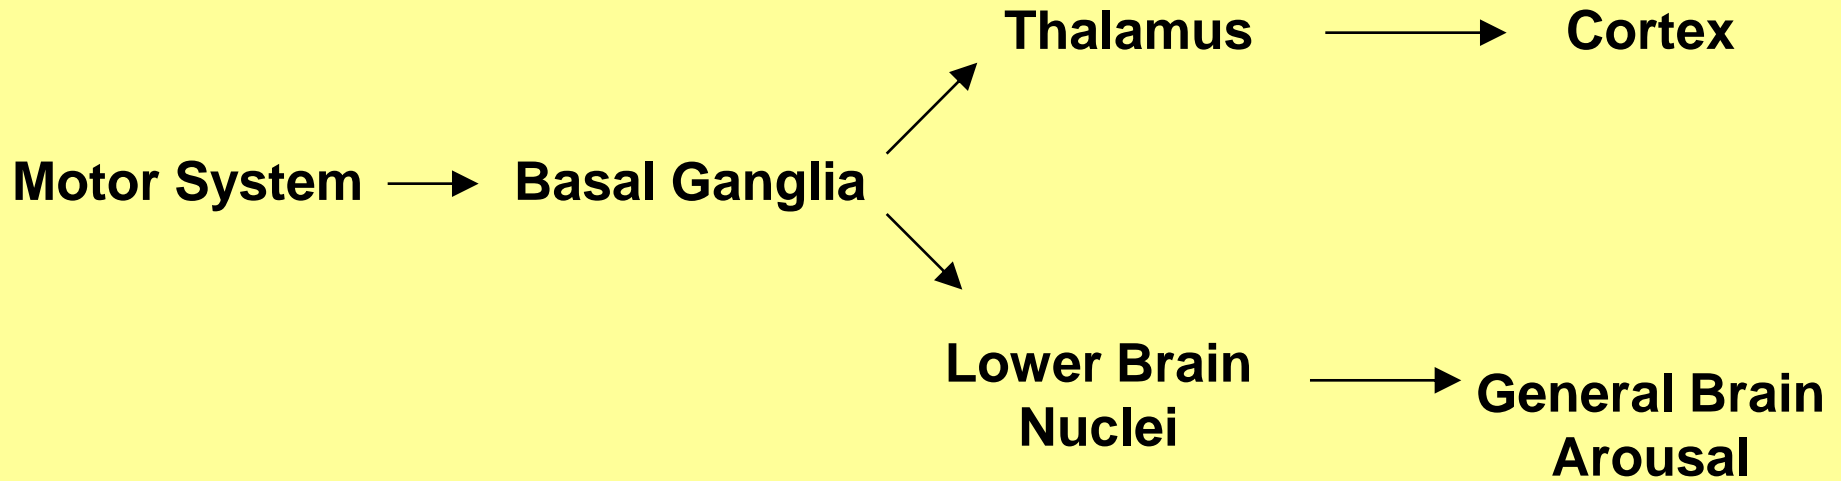 Thalamus
Cortex
Motor System
Basal Ganglia
Lower Brain
Nuclei
General Brain
Arousal